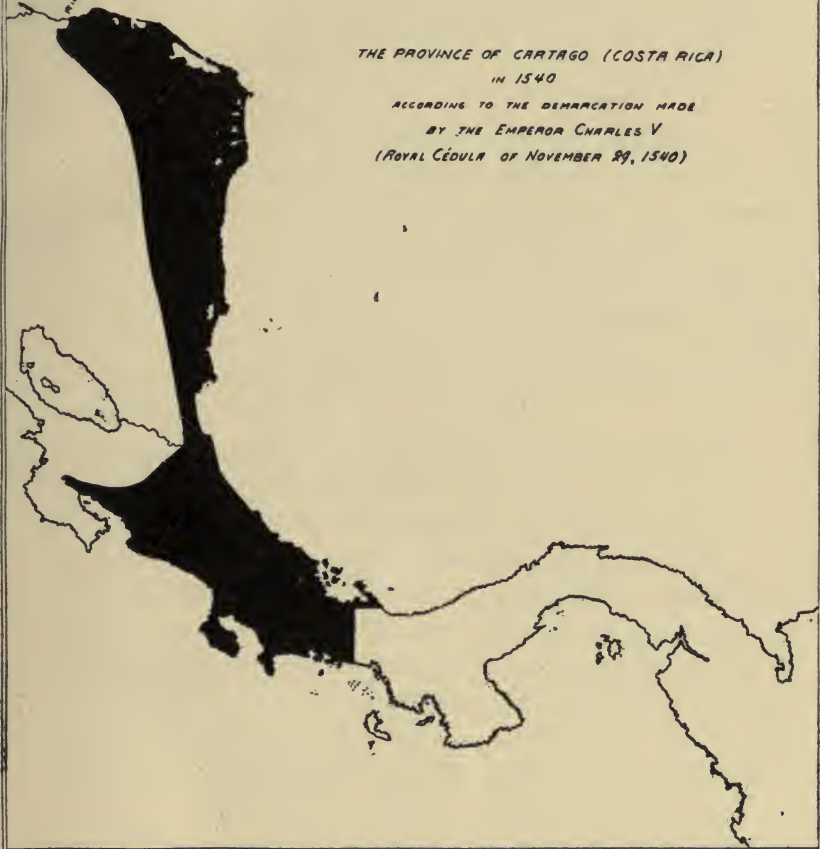 THE PROVINCE OF CARTAGO (COSTA RICA)
IN 1540
ACCORDING TO THE DEMARCATION MADE
BY THE EMPEROR CHARLES V
(ROYAL CÉDULA OF NOVEMBER 29, 1540)